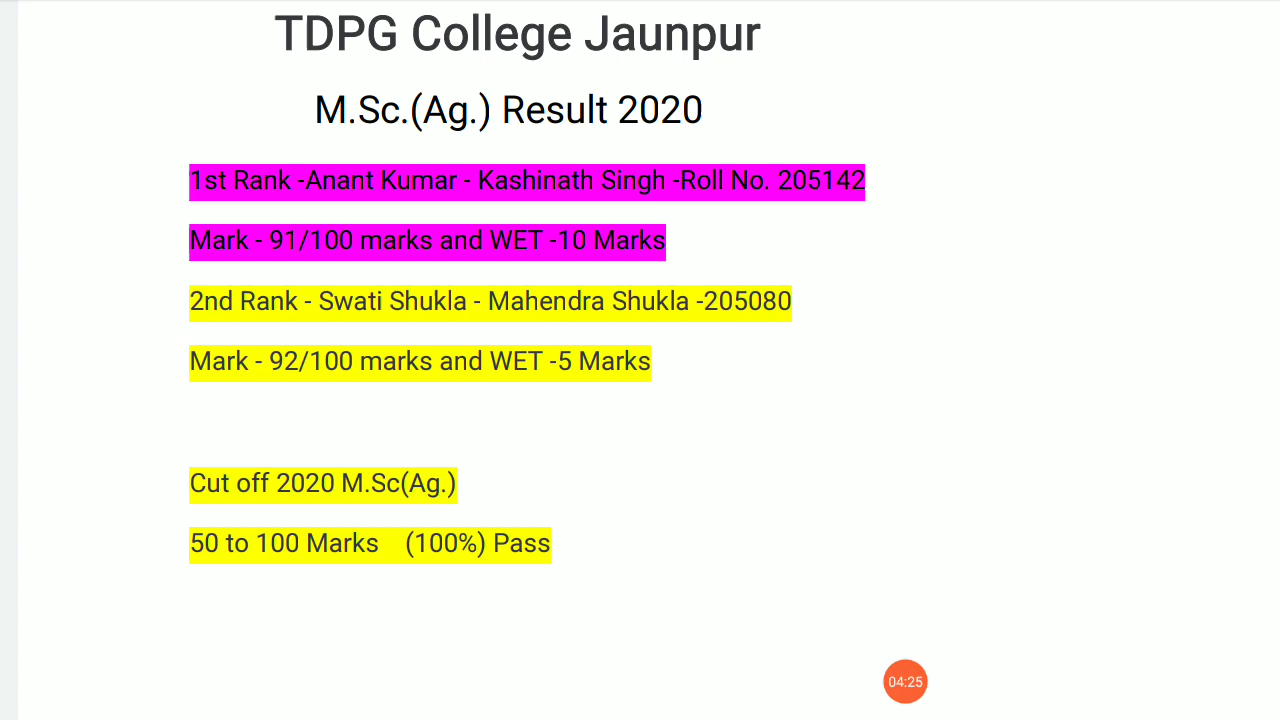 TDPG College Jaunpur
M.Sc.(Ag.) Result 2020
1st Rank -Anant Kumar - Kashinath Singh -Roll No. 205142
Mark - 91/100 marks and WET -10 Marks
2nd Rank - Swati Shukla - Mahendra Shukla -205080
Mark - 92/100 marks and WET -5 Marks
Cut off 2020 M.Sc(Ag.)
50 to 100 Marks (100%) Pass
04:25